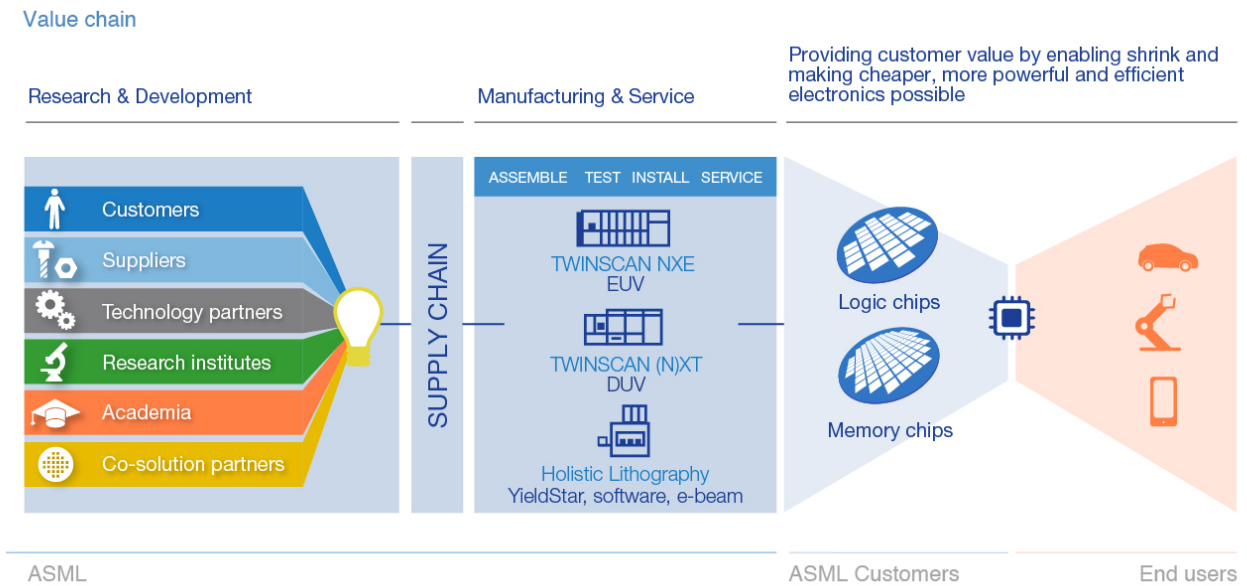 Value chain
Research & Development
Manufacturing & Service
Providing customer value by enabling shrink and
making cheaper, more powerful and efficient
electronics possible
Customers
Suppliers
Technology partners
Research institutes
Academia
Co-solution partners
SUPPLY CHAIN
ASSEMBLE TEST INSTALL SERVICE
TWINSCAN NXE
EUV
TWINSCAN (N)XT
DUV
Holistic Lithography
YieldStar, software, e-beam
Logic chips
Memory chips
ASML
ASML Customers
End users